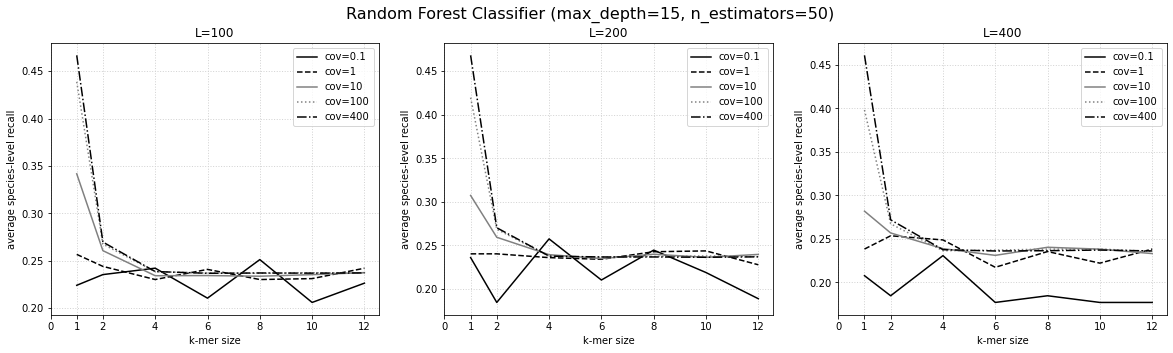 Random Forest Classifier (max_depth=15, n_estimators=50)
L=100
average species-level recall
0.45
0.40
0.35
0.30
0.25
0.20
cov=0.1
cov=1
cov=10
cov=100
cov=400
0 1 2 4 6 8 10 12
k-mer size
L=200
average species-level recall
0.45
0.40
0.35
0.30
0.25
0.20
cov=0.1
cov=1
cov=10
cov=100
cov=400
0 1 2 4 6 8 10 12
k-mer size
L=400
average species-level recall
0.45
0.40
0.35
0.30
0.25
0.20
cov=0.1
cov=1
cov=10
cov=100
cov=400
0 1 2 4 6 8 10 12
k-mer size